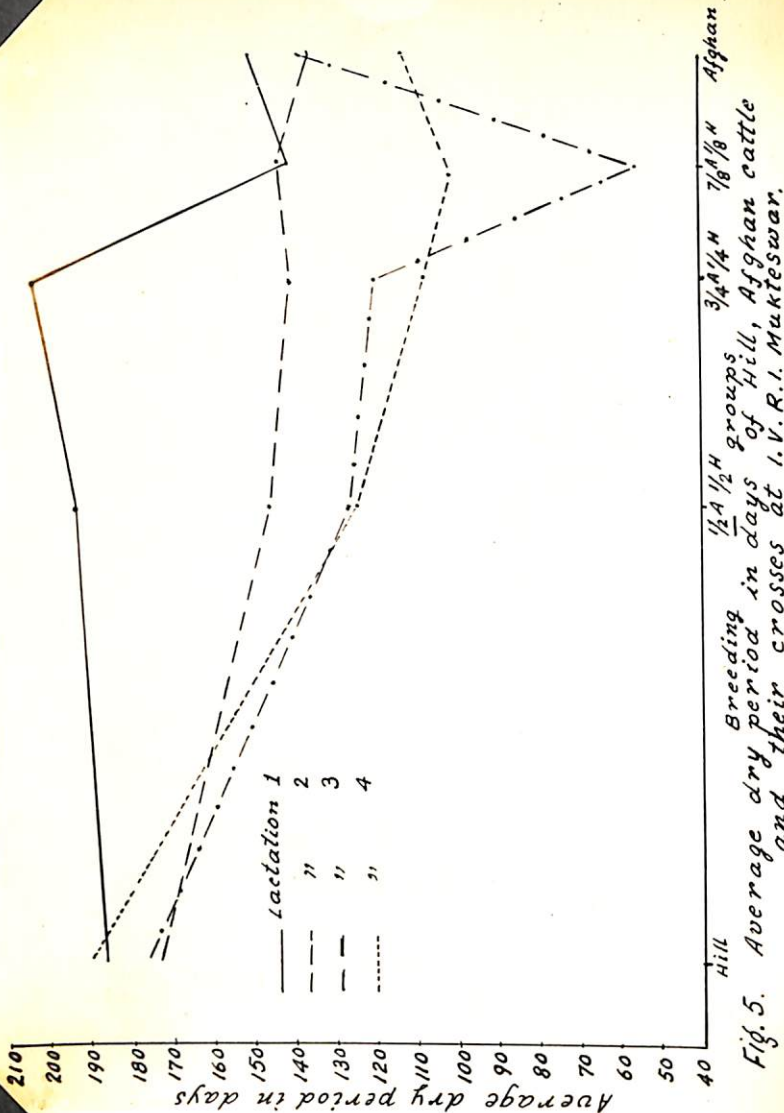 Average dry period in days
210
200
190
180
170
160
150
140
130
120
110
100
90
80
70
60
50
40
Lactation 1
,, 2
,, 3
,, 4
Hill
1/2A 1/2H
3/4A 1/4H
7/8A 1/8H
Afghan
Breeding groups
Fig. 5. Average dry period in days of Hill, Afghan cattle
and their crosses at I.V.R.I. Mukteswar.